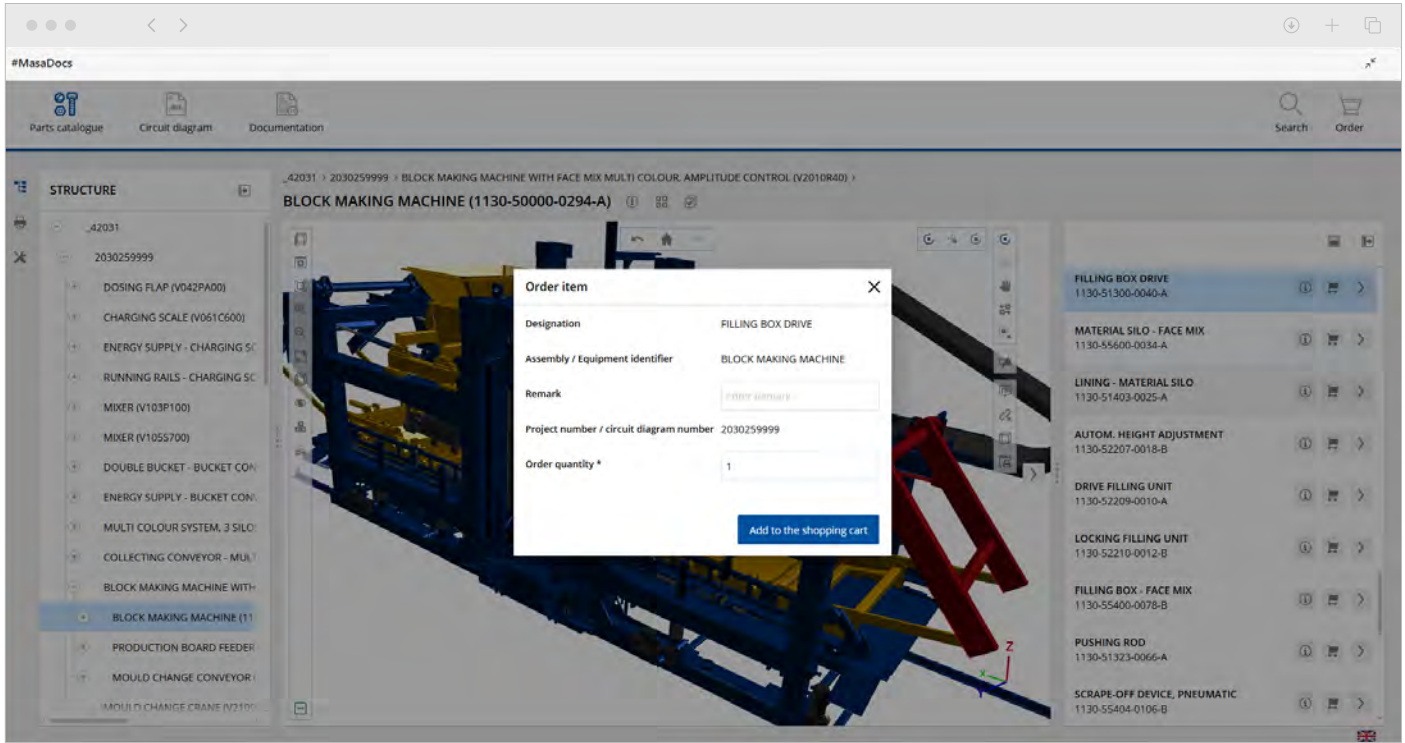 #MasaDocs
Parts catalogue
Circuit diagram
Documentation
Search
Order
STRUCTURE
_42031
2030259999
DOSING FLAP (V042PA00)
CHARGING SCALE (V061C600)
ENERGY SUPPLY - CHARGING SC
RUNNING RAILS - CHARGING SC
MIXER (V103P100)
MIXER (V105S700)
DOUBLE BUCKET - BUCKET CON
ENERGY SUPPLY - BUCKET CONV
MULTI COLOUR SYSTEM, 3 SILO
COLLECTING CONVEYOR - MULT
BLOCK MAKING MACHINE WITH
BLOCK MAKING MACHINE (11
PRODUCTION BOARD FEEDER
MOULD CHANGE CONVEYOR
MOULD CHANGE CRANE
_42031 > 2030259999 > BLOCK MAKING MACHINE WITH FACE MIX MULTI COLOUR, AMPLITUDE CONTROL (V2010R40) >
BLOCK MAKING MACHINE (1130-50000-0294-A)
Order item
Designation FILLING BOX DRIVE
Assembly / Equipment identifier BLOCK MAKING MACHINE
Remark
Project number / circuit diagram number 2030259999
Order quantity * 1
Add to the shopping cart
Z
X
FILLING BOX DRIVE
1130-51300-0040-A
MATERIAL SILO - FACE MIX
1130-55600-0034-A
LINING - MATERIAL SILO
1130-51403-0025-A
AUTOM. HEIGHT ADJUSTMENT
1130-52207-0018-B
DRIVE FILLING UNIT
1130-52209-0010-A
LOCKING FILLING UNIT
1130-52210-0012-B
FILLING BOX - FACE MIX
1130-55400-0078-B
PUSHING ROD
1130-51323-0066-A
SCRAPE-OFF DEVICE, PNEUMATIC
1130-55404-0106-B